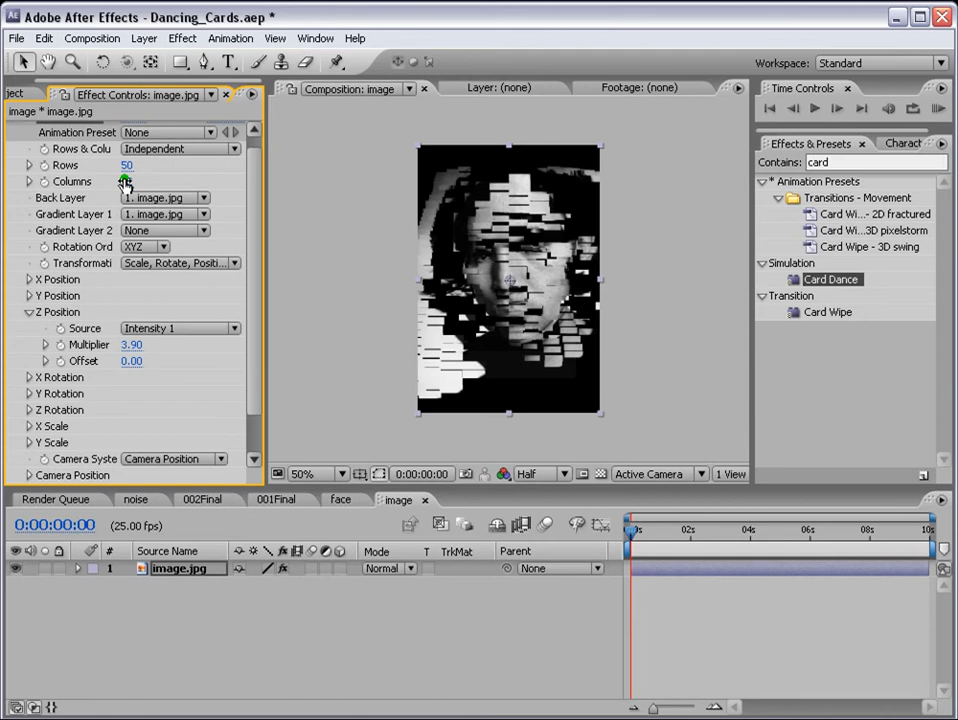 Adobe After Effects - Dancing_Cards.aep *
File Edit Composition Layer Effect Animation View Window Help
Workspace: Standard
ject Effect Controls: image.jpg
image * image.jpg
Animation Preset None
Rows & Colu Independent
Rows 50
Columns
Back Layer 1. image.jpg
Gradient Layer 1 1. image.jpg
Gradient Layer 2 None
Rotation Ord XYZ
Transformati Scale, Rotate, Positi...
X Position
Y Position
Z Position
Source Intensity 1
Multiplier 3.90
Offset 0.00
X Rotation
Y Rotation
Z Rotation
X Scale
Y Scale
Camera Syste Camera Position
Camera Position
Composition: image Layer: (none) Footage: (none)
50% 0:00:00:00 Half Active Camera 1 View
Time Controls
Effects & Presets Charact
Contains: card
* Animation Presets
Transitions - Movement
Card Wi...- 2D fractured
Card Wi...3D pixelstorm
Card Wipe - 3D swing
Simulation
Card Dance
Transition
Card Wipe
Render Queue noise 002Final 001Final face image
0:00:00:00 (25.00 fps)
# Source Name Mode T TrkMat Parent
1 image.jpg Normal None
02s 04s 06s 08s 10s